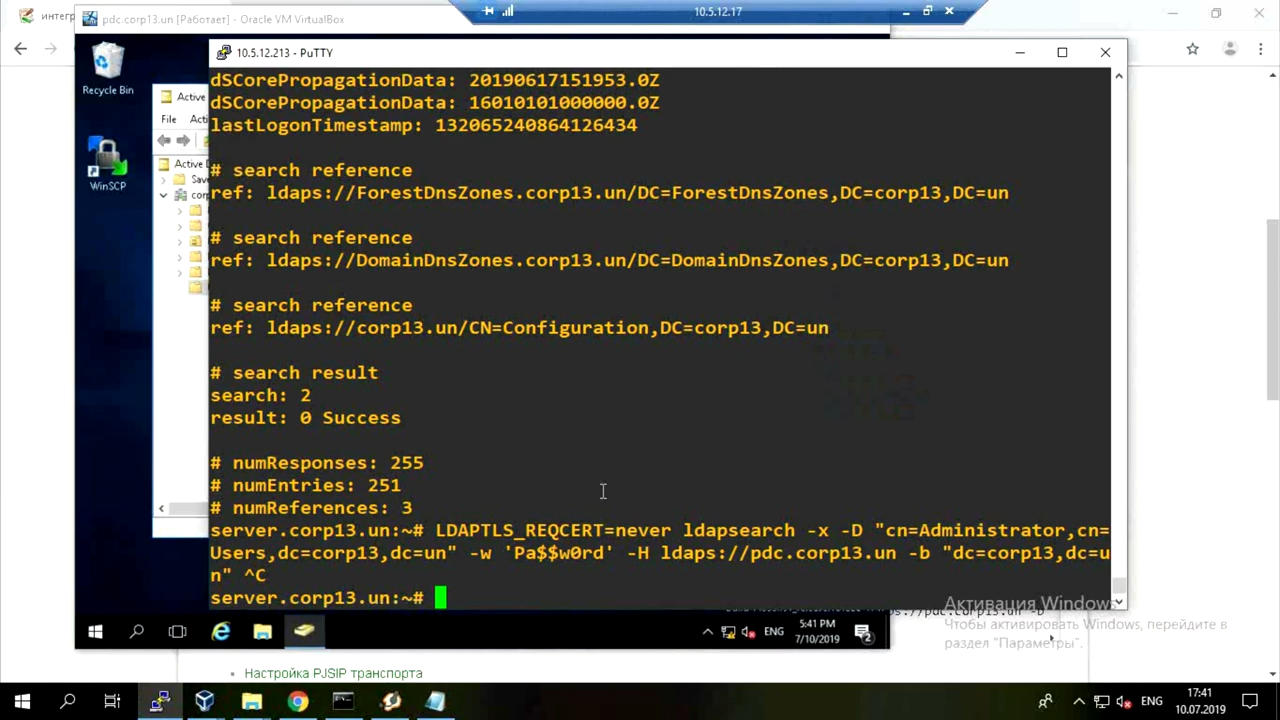 интег
pdc.corp13.un [Работает] - Oracle VM VirtualBox
10.5.12.17
10.5.12.213 - PuTTY
Recycle Bin
WinSCP
Active
File
Acti
Active D
Save
corp
dSCorePropagationData: 20190617151953.0Z
dSCorePropagationData: 16010101000000.0Z
lastLogonTimestamp: 132065240864126434
# search reference
ref: ldaps://ForestDnsZones.corp13.un/DC=ForestDnsZones,DC=corp13,DC=un
# search reference
ref: ldaps://DomainDnsZones.corp13.un/DC=DomainDnsZones,DC=corp13,DC=un
# search reference
ref: ldaps://corp13.un/CN=Configuration,DC=corp13,DC=un
# search result
search: 2
result: 0 Success
# numResponses: 255
# numEntries: 251
# numReferences: 3
server.corp13.un:~# LDAPTLS_REQCERT=never ldapsearch -x -D "cn=Administrator,cn=
Users,dc=corp13,dc=un" -w 'Pa$$w0rd' -H ldaps://pdc.corp13.un -b "dc=corp13,dc=u
n" ^C
server.corp13.un:~#
Активация Windows
Чтобы активировать Windows, перейдите в
раздел "Параметры".
ENG
5:41 PM
7/10/2019
2
Настройка PJSIP транспорта
ENG
17:41
10.07.2019